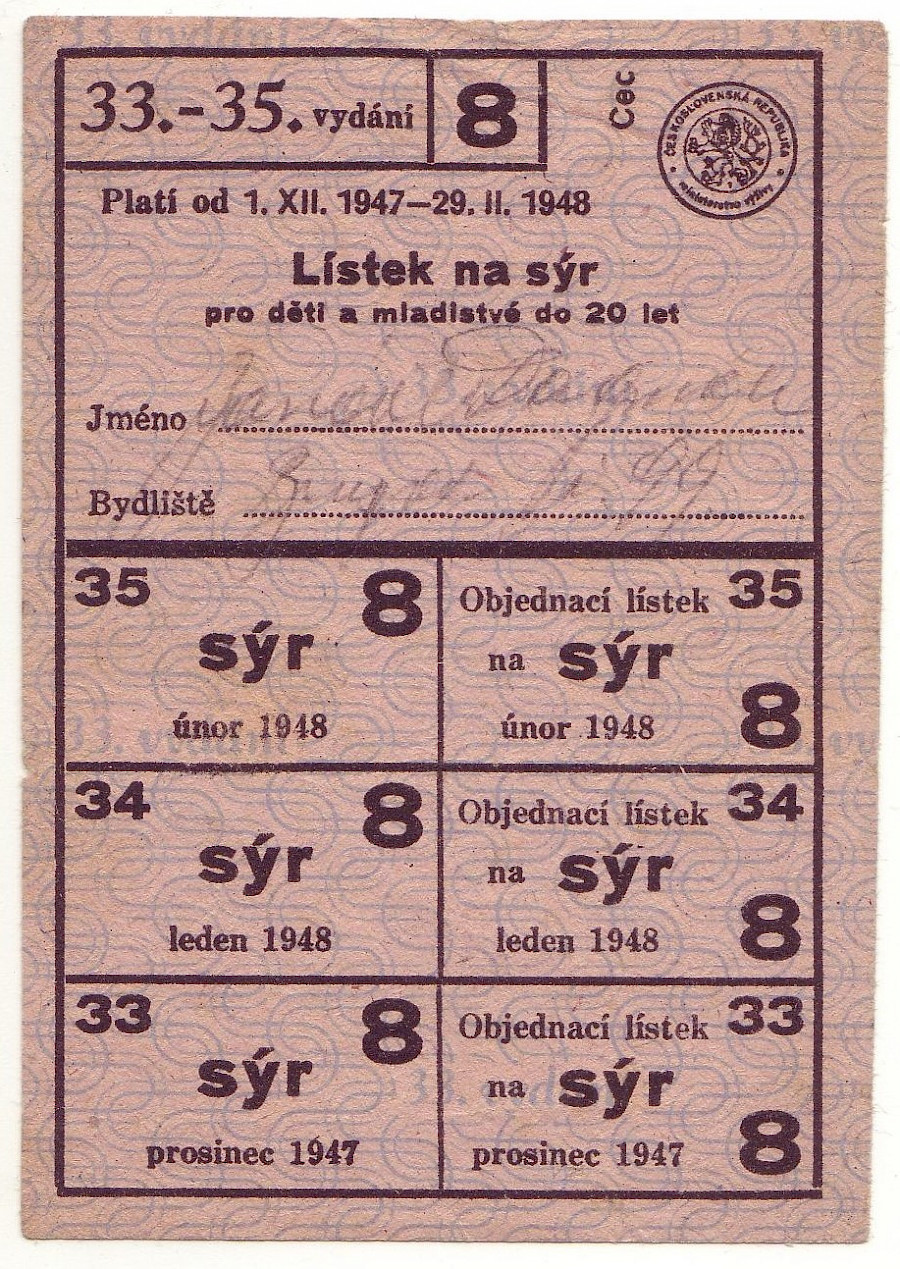 33.-35. vydání 8 Cec
ČESKOSLOVENSKÁ REPUBLIKA
ministerstvo výživy
Platí od 1. XII. 1947—29. II. 1948
Lístek na sýr
pro děti a mladistvé do 20 let
Jméno
Bydliště
35 8
sýr
únor 1948
Objednací lístek 35
na sýr
únor 1948 8
34 8
sýr
leden 1948
Objednací lístek 34
na sýr
leden 1948 8
33 8
sýr
prosinec 1947
Objednací lístek 33
na sýr
prosinec 1947 8